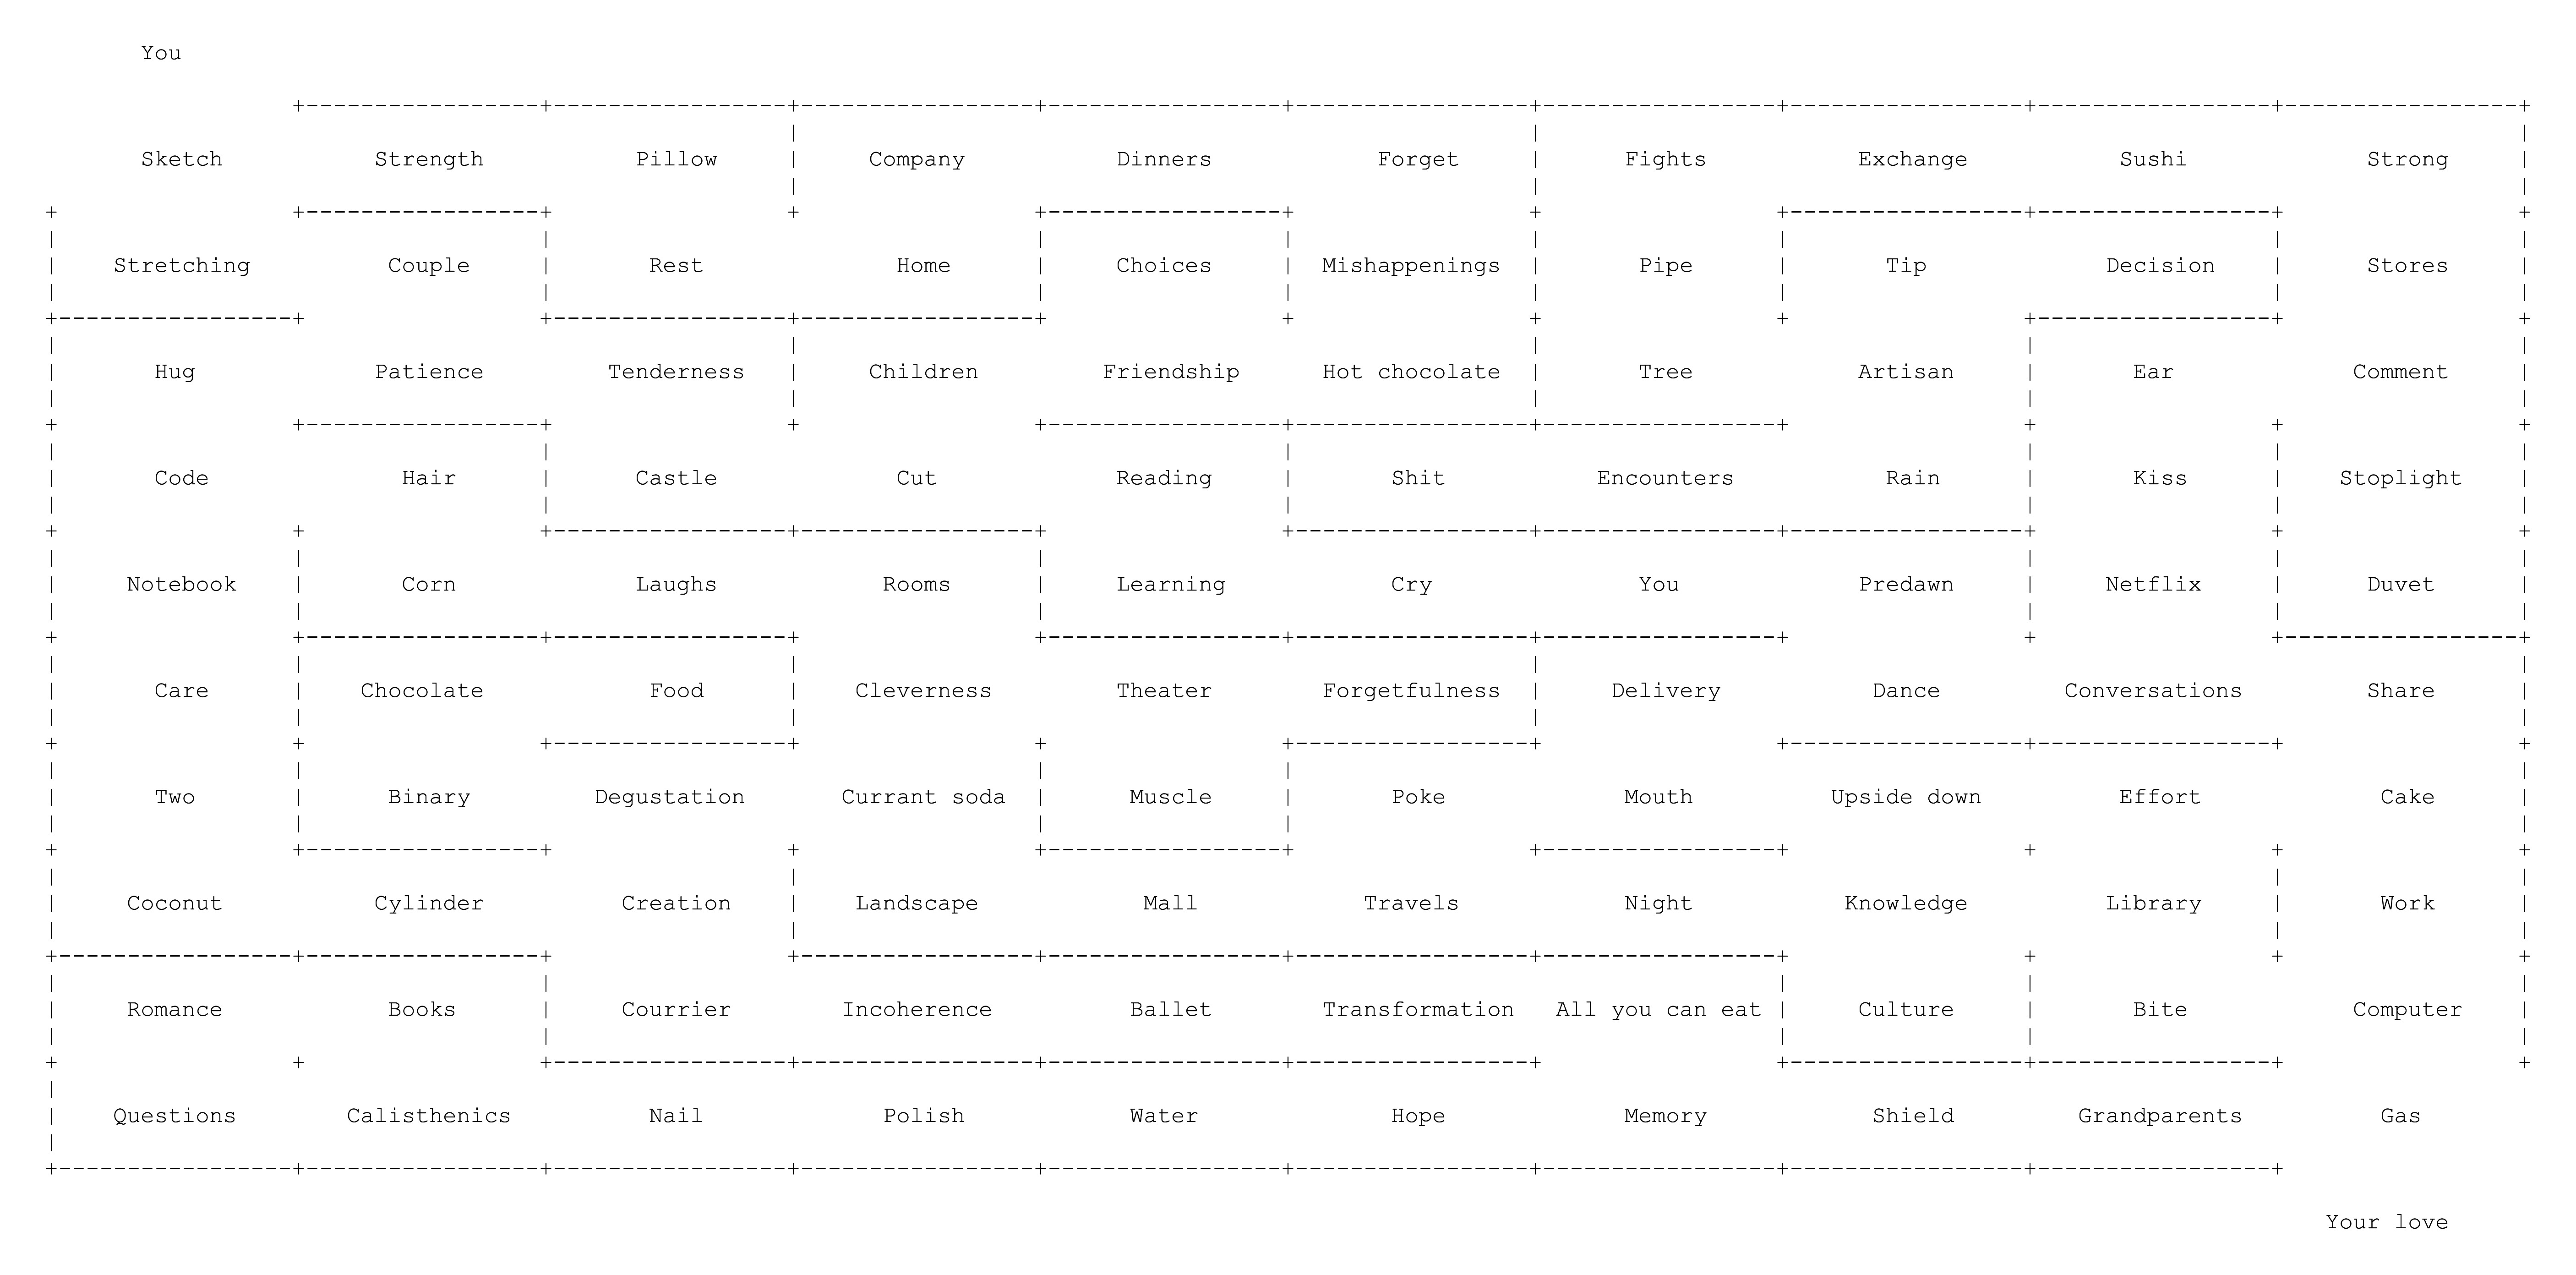 You
Sketch Strength Pillow Company Dinners Forget Fights Exchange Sushi Strong
Stretching Couple Rest Home Choices Mishappenings Pipe Tip Decision Stores
Hug Patience Tenderness Children Friendship Hot chocolate Tree Artisan Ear Comment
Code Hair Castle Cut Reading Shit Encounters Rain Kiss Stoplight
Notebook Corn Laughs Rooms Learning Cry You Predawn Netflix Duvet
Care Chocolate Food Cleverness Theater Forgetfulness Delivery Dance Conversations Share
Two Binary Degustation Currant soda Muscle Poke Mouth Upside down Effort Cake
Coconut Cylinder Creation Landscape Mall Travels Night Knowledge Library Work
Romance Books Courrier Incoherence Ballet Transformation All you can eat Culture Bite Computer
Questions Calisthenics Nail Polish Water Hope Memory Shield Grandparents Gas
Your love